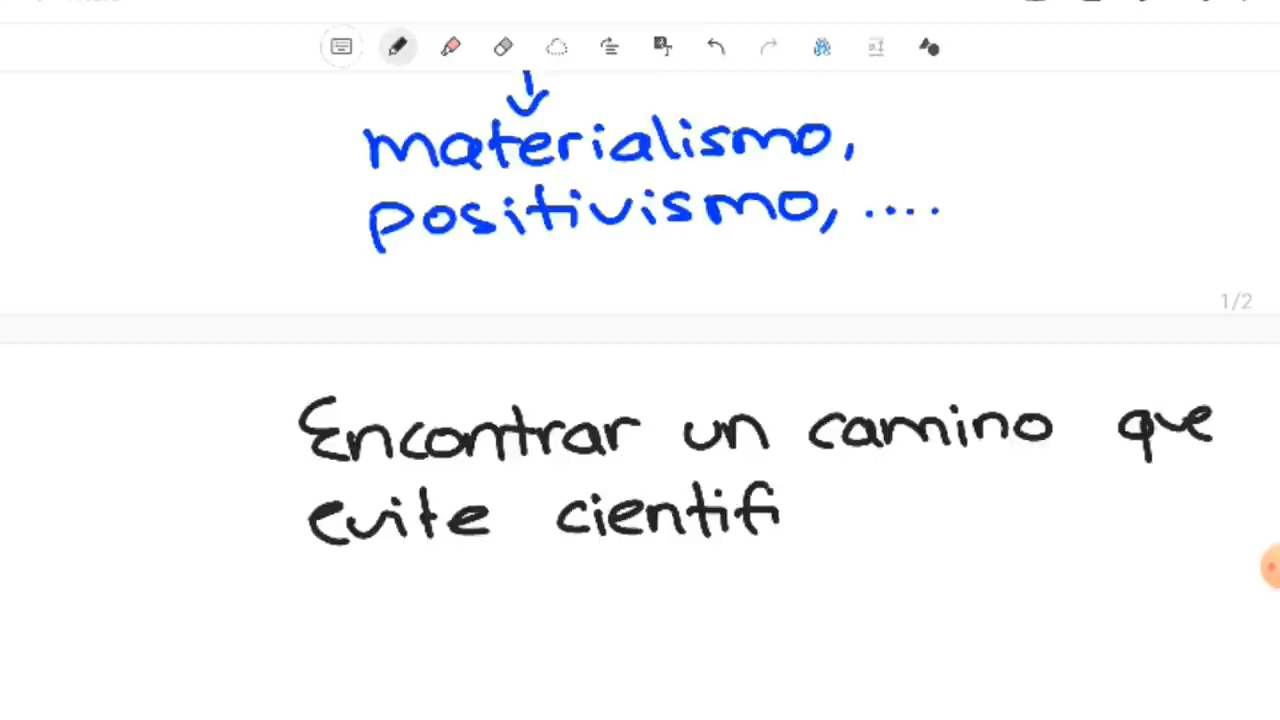 materialismo,
positivismo, ....
1/2
Encontrar un camino que
evite cientifi